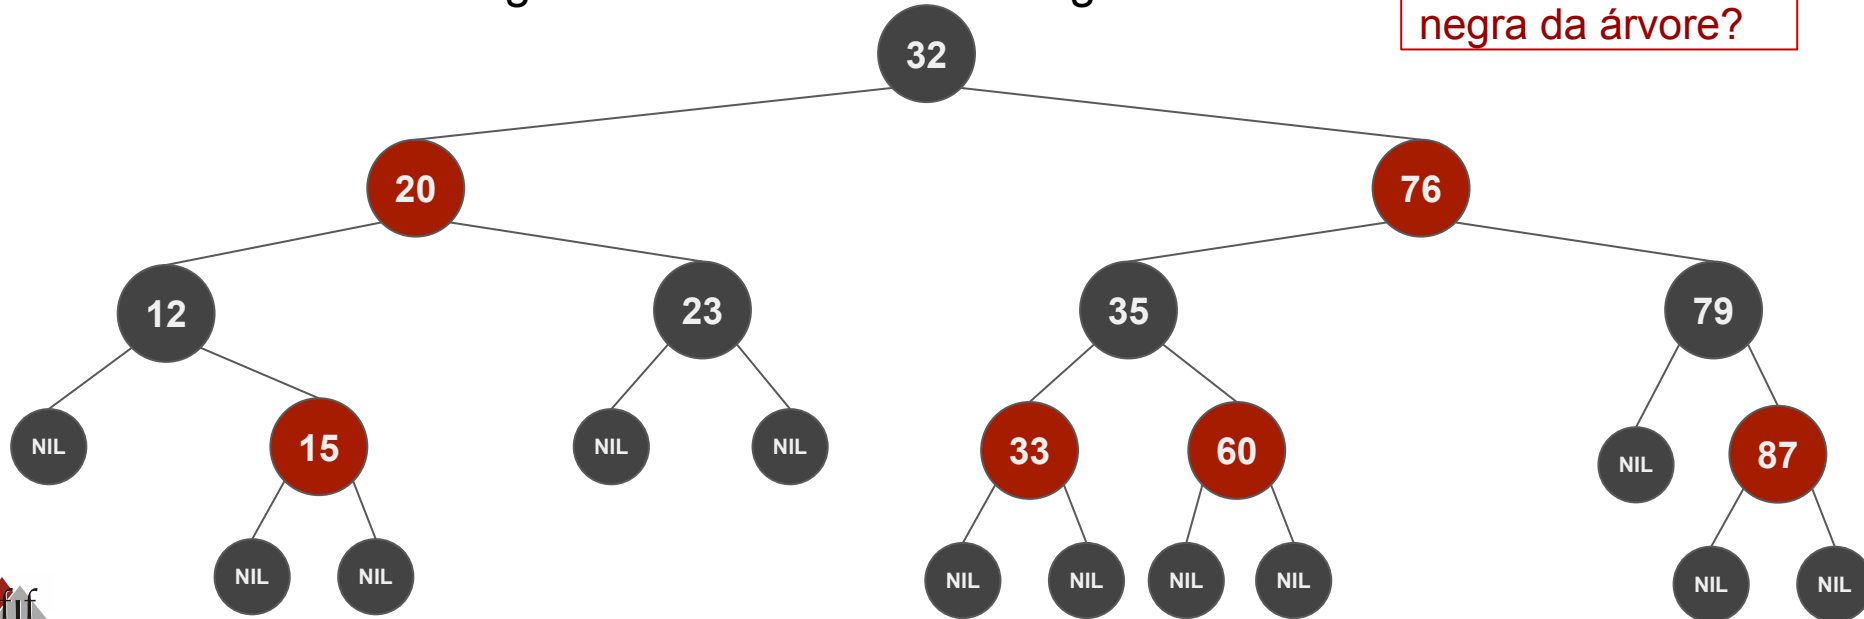 negra da árvore?
32
20 76
12 23 35 79
NIL 15 NIL NIL 33 60 NIL 87
NIL NIL NIL NIL NIL NIL NIL NIL